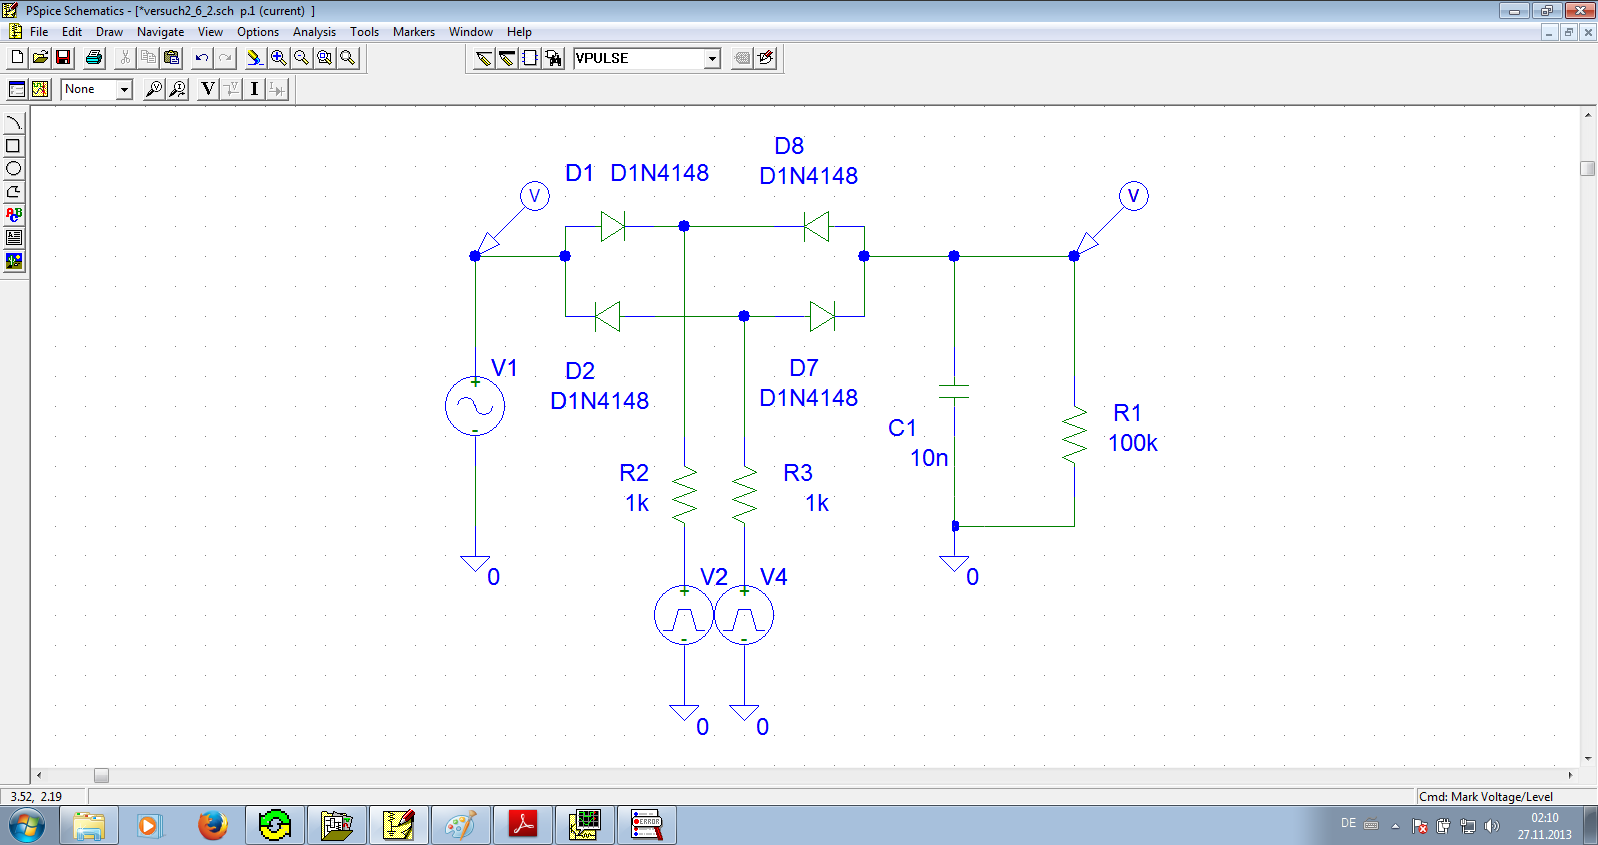 PSpice Schematics - [*versuch2_6_2.sch  p.1 (current)  ]
File Edit Draw Navigate View Options Analysis Tools Markers Window Help
VPULSE
None
V I
ABC
D8
D1 D1N4148 D1N4148
V V
V1 D2 D7
D1N4148 D1N4148
R1
C1 100k
10n
R2 R3
1k 1k
0 V2 V4 0
0 0
3.52,  2.19 Cmd: Mark Voltage/Level
ERROR
DE 02:10
27.11.2013